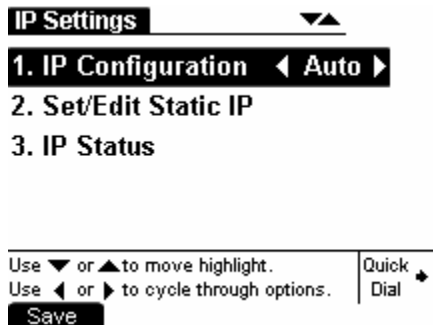 IP Settings ▼▲
1. IP Configuration ◀ Auto ▶
2. Set/Edit Static IP
3. IP Status
Use ▼ or ▲ to move highlight.
Use ◀ or ▶ to cycle through options.
Quick
Dial
Save